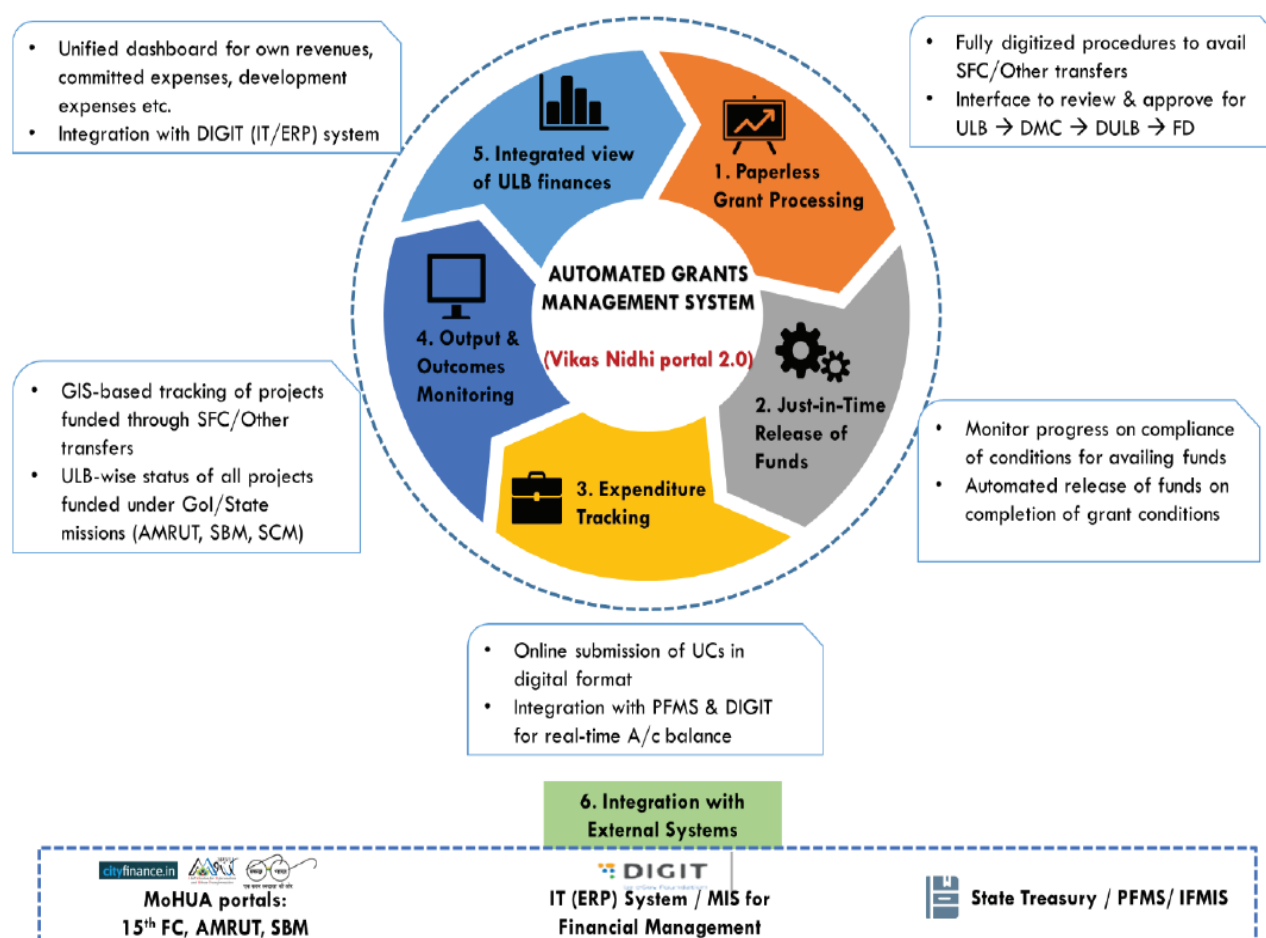 • Unified dashboard for own revenues,
committed expenses, development
expenses etc.
• Integration with DIGIT (IT/ERP) system
• Fully digitized procedures to avail
SFC/Other transfers
• Interface to review & approve for
ULB → DMC → DULB → FD
5. Integrated view
of ULB finances
1. Paperless
Grant Processing
AUTOMATED GRANTS
MANAGEMENT SYSTEM
(Vikas Nidhi portal 2.0)
4. Output &
Outcomes
Monitoring
2. Just-in-Time
Release of
Funds
3. Expenditure
Tracking
• GIS-based tracking of projects
funded through SFC/Other
transfers
• ULB-wise status of all projects
funded under GoI/State
missions (AMRUT, SBM, SCM)
• Monitor progress on compliance
of conditions for availing funds
• Automated release of funds on
completion of grant conditions
• Online submission of UCs in
digital format
• Integration with PFMS & DIGIT
for real-time A/c balance
6. Integration with
External Systems
cityfinance.in
एक कदम स्वच्छता की ओर
MoHUA portals:
15th FC, AMRUT, SBM
DIGIT
IT (ERP) System / MIS for
Financial Management
State Treasury / PFMS/ IFMIS